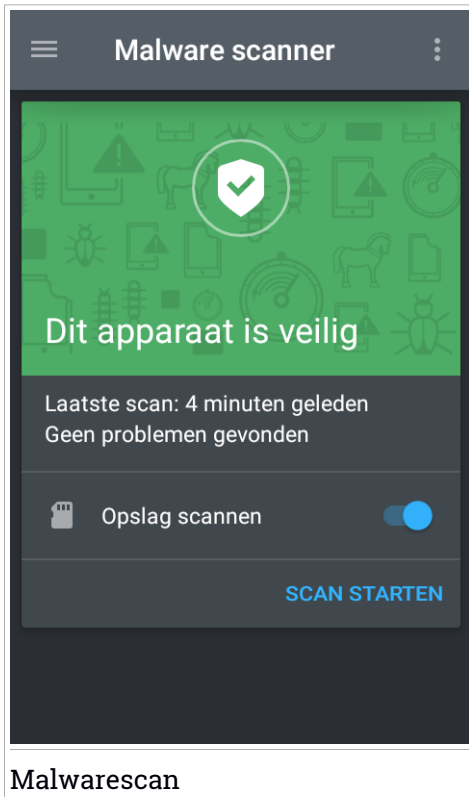 Malware scanner
Dit apparaat is veilig
Laatste scan: 4 minuten geleden
Geen problemen gevonden
Opslag scannen
SCAN STARTEN
Malwarescan